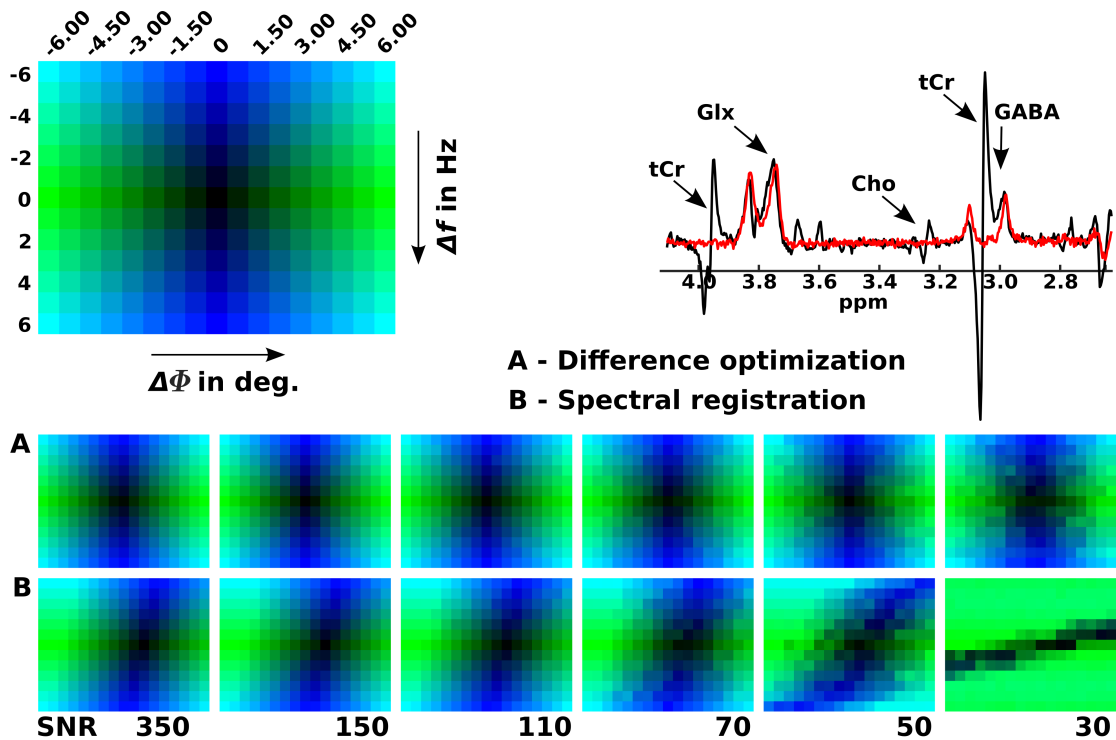 -6.00 -4.50 -3.00 -1.50 0 1.50 3.00 4.50 6.00
-6
-4
-2
0
2
4
6
Δf in Hz
ΔΦ in deg.
tCr
Glx
Cho
tCr
GABA
4.0 3.8 3.6 3.4 3.2 3.0 2.8
ppm
A - Difference optimization
B - Spectral registration
A
B
SNR 350 150 110 70 50 30